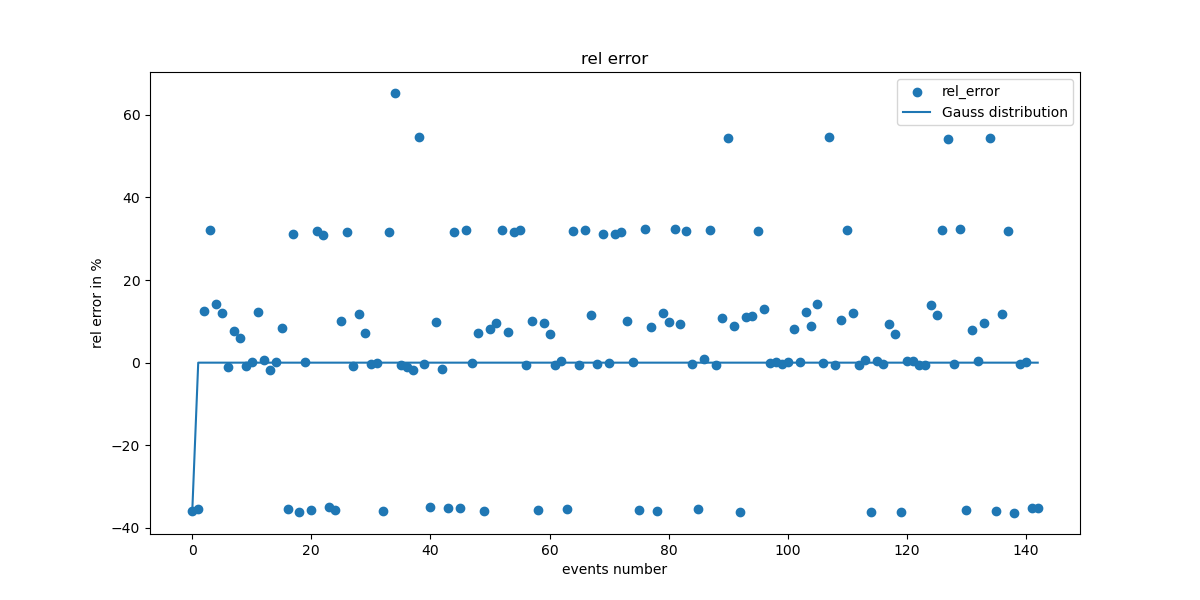 rel error
rel_error
Gauss distribution
rel error in %
60
40
20
0
−20
−40
0 20 40 60 80 100 120 140
events number